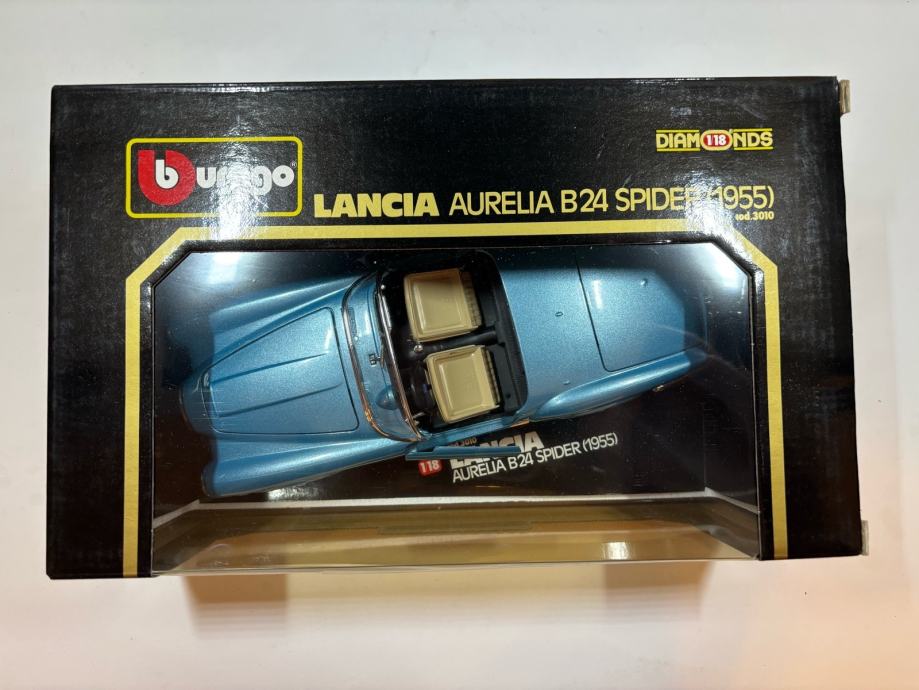 burago®
DIAMONDS 1/18
LANCIA AURELIA B24 SPIDER (1955)
cod.3010
cod.3010
1/18 LANCIA
AURELIA B24 SPIDER (1955)